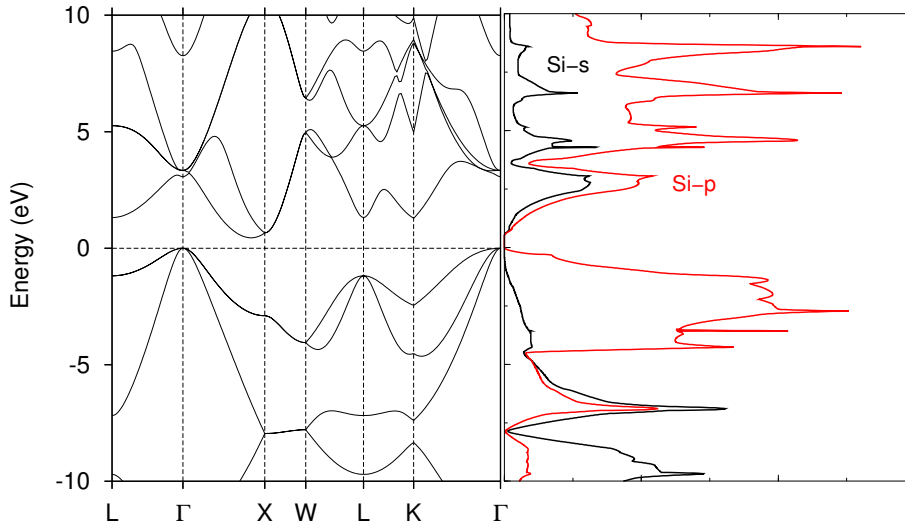 10
5
0
-5
-10
Energy (eV)
L Γ X W L K Γ
Si-s
Si-p